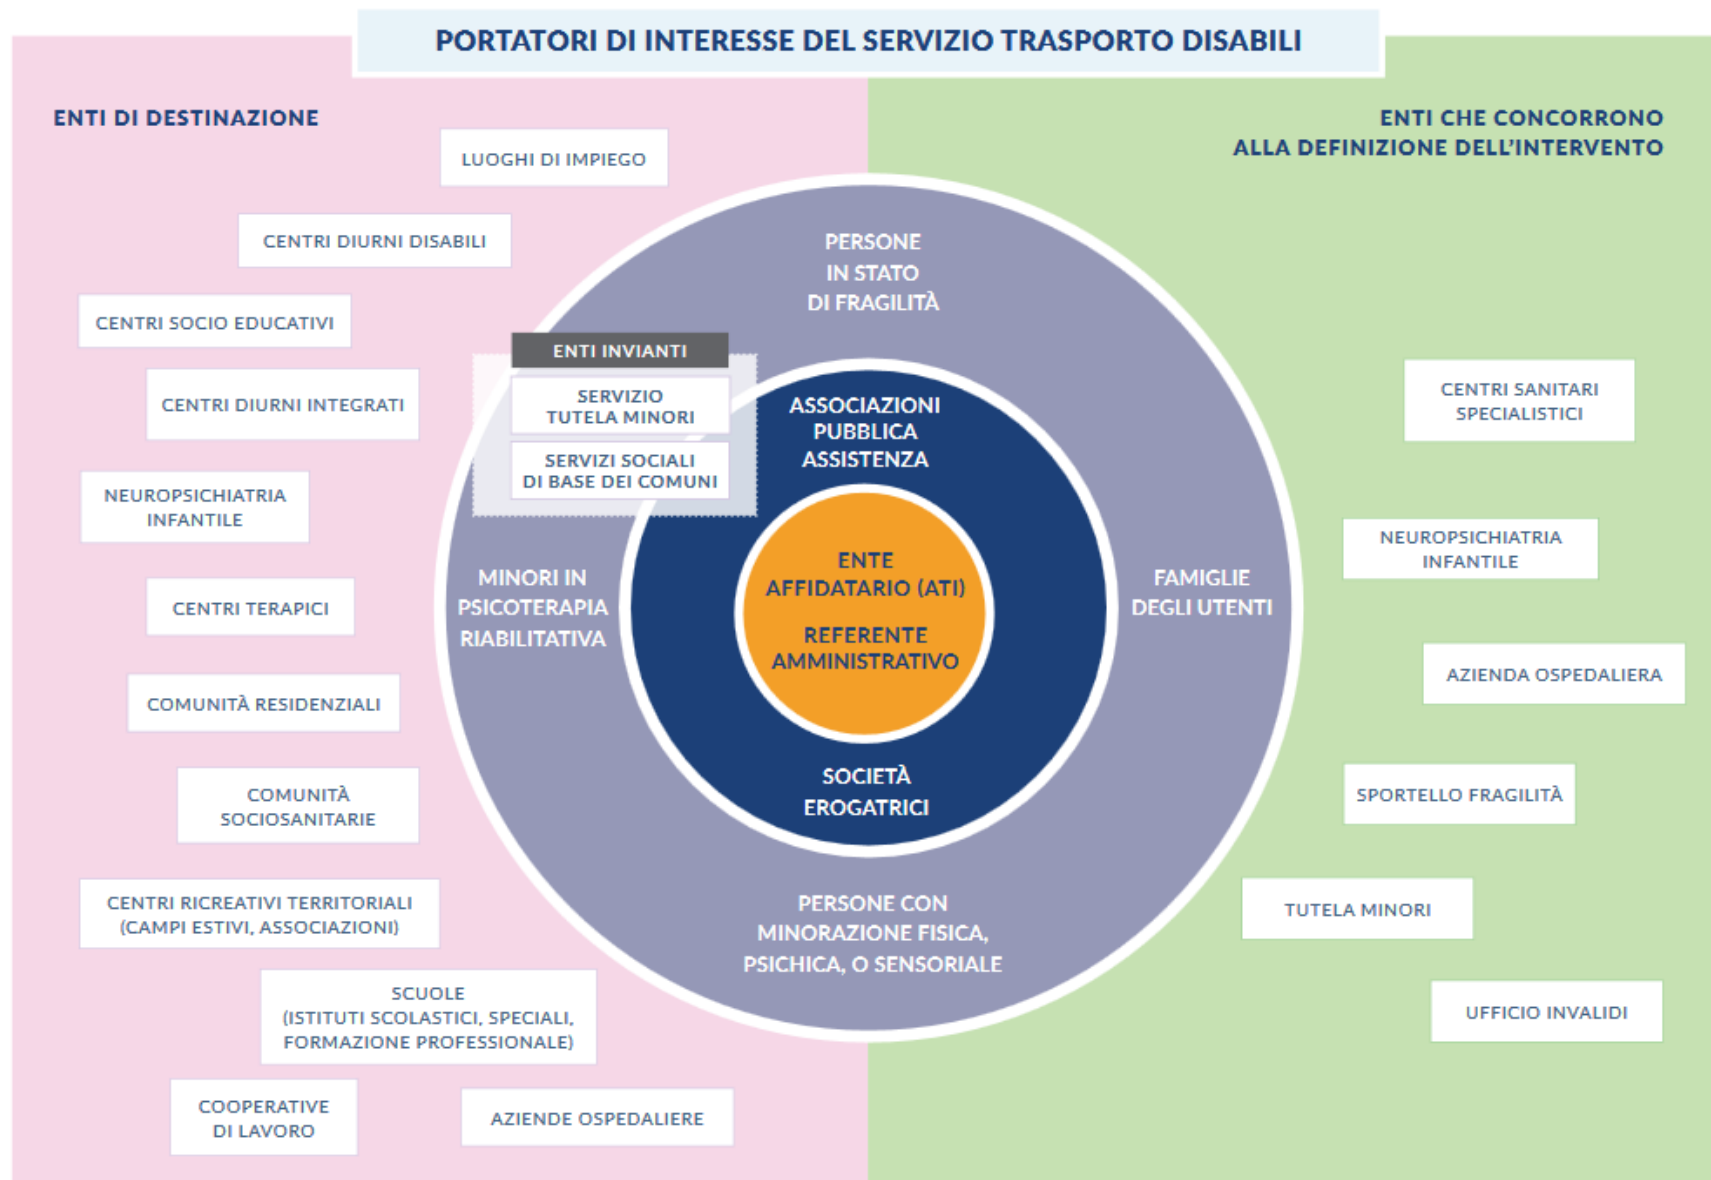 PORTATORI DI INTERESSE DEL SERVIZIO TRASPORTO DISABILI
ENTI DI DESTINAZIONE
LUOGHI DI IMPIEGO
CENTRI DIURNI DISABILI
CENTRI SOCIO EDUCATIVI
CENTRI DIURNI INTEGRATI
NEUROPSICHIATRIA
INFANTILE
CENTRI TERAPICI
COMUNITÀ RESIDENZIALI
COMUNITÀ
SOCIOSANITARIE
CENTRI RICREATIVI TERRITORIALI
(CAMPI ESTIVI, ASSOCIAZIONI)
SCUOLE
(ISTITUTI SCOLASTICI, SPECIALI,
FORMAZIONE PROFESSIONALE)
COOPERATIVE
DI LAVORO
AZIENDE OSPEDALIERE
PERSONE
IN STATO
DI FRAGILITÀ
ENTI INVIANTI
SERVIZIO
TUTELA MINORI
SERVIZI SOCIALI
DI BASE DEI COMUNI
ASSOCIAZIONI
PUBBLICA
ASSISTENZA
MINORI IN
PSICOTERAPIA
RIABILITATIVA
ENTE
AFFIDATARIO (ATI)
REFERENTE
AMMINISTRATIVO
FAMIGLIE
DEGLI UTENTI
SOCIETÀ
EROGATRICI
PERSONE CON
MINORAZIONE FISICA,
PSICHICA, O SENSORIALE
ENTI CHE CONCORRONO
ALLA DEFINIZIONE DELL'INTERVENTO
CENTRI SANITARI
SPECIALISTICI
NEUROPSICHIATRIA
INFANTILE
AZIENDA OSPEDALIERA
SPORTELLO FRAGILITÀ
TUTELA MINORI
UFFICIO INVALIDI